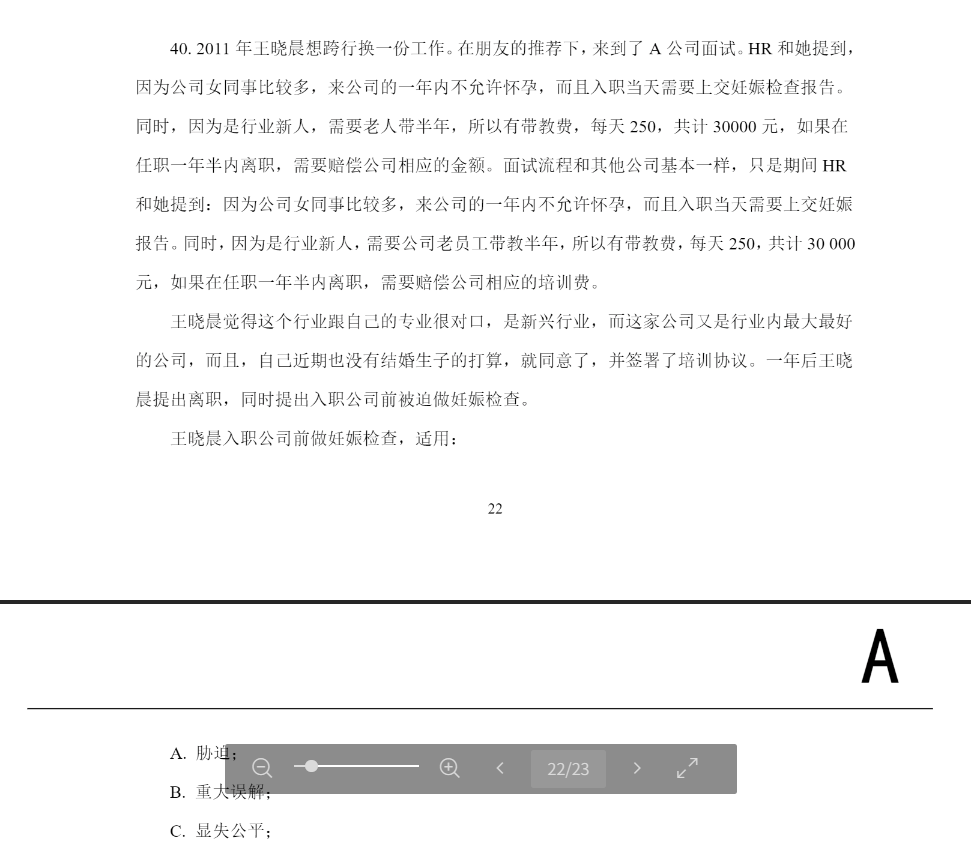 40. 2011 年王晓晨想跨行换一份工作。在朋友的推荐下，来到了 A 公司面试。HR 和她提到，
因为公司女同事比较多，来公司的一年内不允许怀孕，而且入职当天需要上交妊娠检查报告。
同时，因为是行业新人，需要老人带半年，所以有带教费，每天 250，共计 30000 元，如果在
任职一年半内离职，需要赔偿公司相应的金额。面试流程和其他公司基本一样，只是期间 HR
和她提到：因为公司女同事比较多，来公司的一年内不允许怀孕，而且入职当天需要上交妊娠
报告。同时，因为是行业新人，需要公司老员工带教半年，所以有带教费，每天 250，共计 30 000
元，如果在任职一年半内离职，需要赔偿公司相应的培训费。
王晓晨觉得这个行业跟自己的专业很对口，是新兴行业，而这家公司又是行业内最大最好
的公司，而且，自己近期也没有结婚生子的打算，就同意了，并签署了培训协议。一年后王晓
晨提出离职，同时提出入职公司前被迫做妊娠检查。
王晓晨入职公司前做妊娠检查，适用：
22
A
A. 胁迫；
22/23
B. 重大误解；
C. 显失公平；